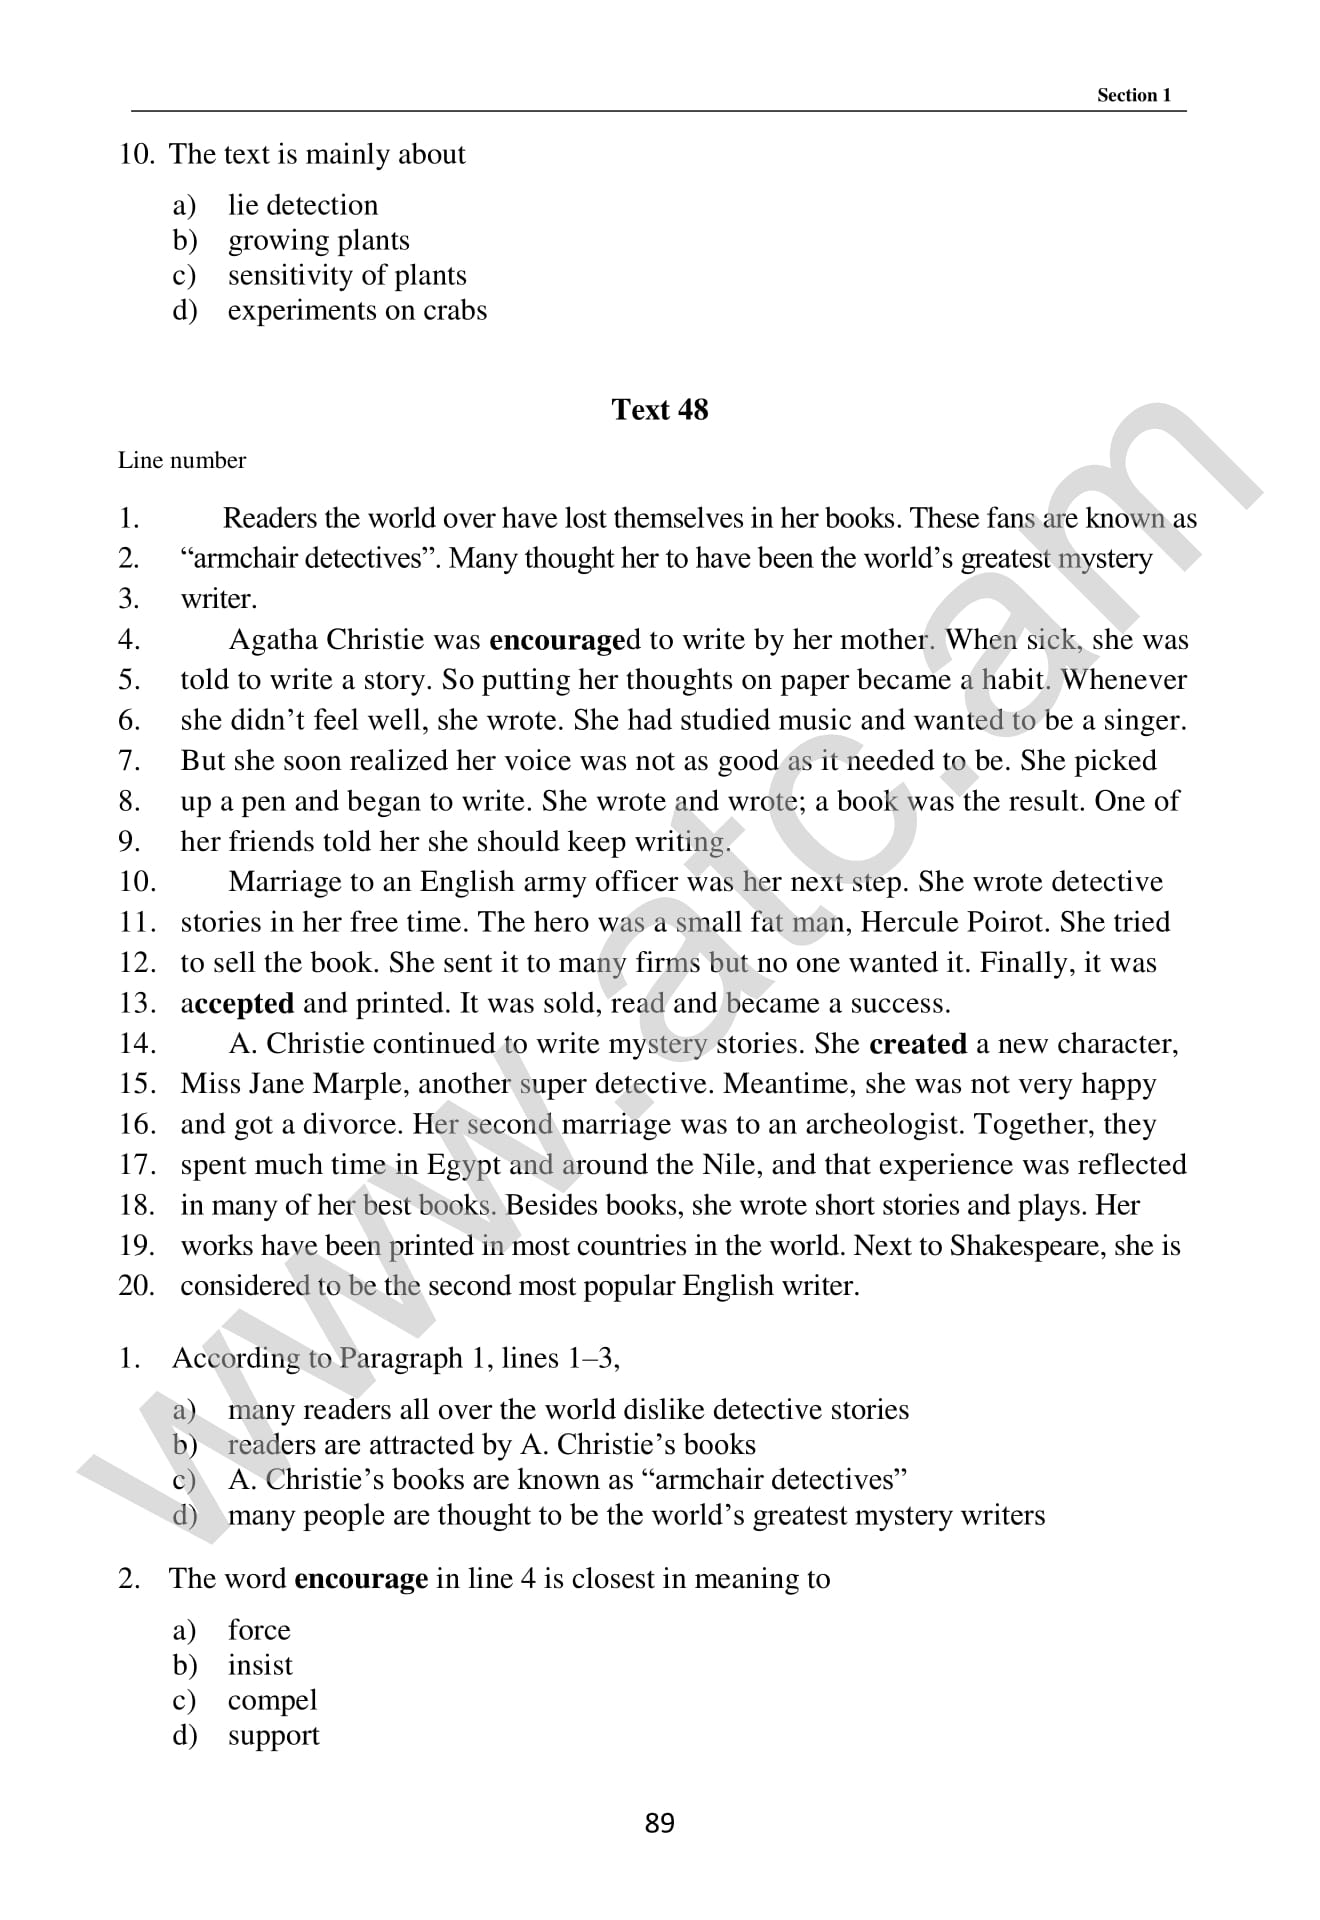 Section 1
10. The text is mainly about
a) lie detection
b) growing plants
c) sensitivity of plants
d) experiments on crabs
Text 48
Line number
1. Readers the world over have lost themselves in her books. These fans are known as
2. “armchair detectives”. Many thought her to have been the world’s greatest mystery
3. writer.
4. Agatha Christie was encouraged to write by her mother. When sick, she was
5. told to write a story. So putting her thoughts on paper became a habit. Whenever
6. she didn’t feel well, she wrote. She had studied music and wanted to be a singer.
7. But she soon realized her voice was not as good as it needed to be. She picked
8. up a pen and began to write. She wrote and wrote; a book was the result. One of
9. her friends told her she should keep writing.
10. Marriage to an English army officer was her next step. She wrote detective
11. stories in her free time. The hero was a small fat man, Hercule Poirot. She tried
12. to sell the book. She sent it to many firms but no one wanted it. Finally, it was
13. accepted and printed. It was sold, read and became a success.
14. A. Christie continued to write mystery stories. She created a new character,
15. Miss Jane Marple, another super detective. Meantime, she was not very happy
16. and got a divorce. Her second marriage was to an archeologist. Together, they
17. spent much time in Egypt and around the Nile, and that experience was reflected
18. in many of her best books. Besides books, she wrote short stories and plays. Her
19. works have been printed in most countries in the world. Next to Shakespeare, she is
20. considered to be the second most popular English writer.
1. According to Paragraph 1, lines 1–3,
a) many readers all over the world dislike detective stories
b) readers are attracted by A. Christie’s books
c) A. Christie’s books are known as “armchair detectives”
d) many people are thought to be the world’s greatest mystery writers
2. The word encourage in line 4 is closest in meaning to
a) force
b) insist
c) compel
d) support
89
www.atc.am